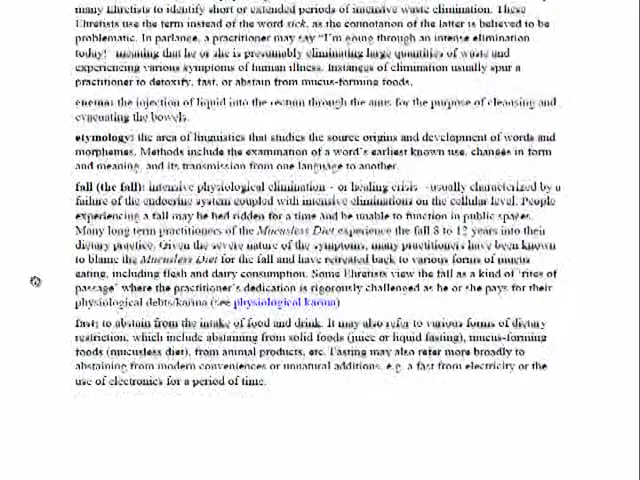 many Ehretists to identify short or extended periods of intensive waste elimination. These
Ehretists use the term instead of the word sick, as the connotation of the latter is believed to be
problematic. In parlance, a practitioner may say "I'm going through an intense elimination
today!" meaning that he or she is presumably eliminating large quantities of waste and
experiencing various symptoms of human illness. Instances of elimination usually spur a
practitioner to detoxify, fast, or abstain from mucus-forming foods.
enema: the injection of liquid into the rectum through the anus for the purpose of cleansing and
evacuating the bowels.
etymology: the area of linguistics that studies the source origins and development of words and
morphemes. Methods include the examination of a word's earliest known use, changes in form
and meaning, and its transmission from one language to another.
fall (the fall): intensive physiological elimination - or healing crisis - usually characterized by a
failure of the endocrine system coupled with intensive eliminations on the cellular level. People
experiencing a fall may be bed ridden for a time and be unable to function in public spaces.
Many long term practitioners of the Mucusless Diet experience the fall 8 to 12 years into their
dietary practice. Given the severe nature of the symptoms, many practitioners have been known
to blame the Mucusless Diet for the fall and have retreated back to various forms of mucus
eating, including flesh and dairy consumption. Some Ehretists view the fall as a kind of "rites of
passage" where the practitioner's dedication is rigorously challenged as he or she pays for their
physiological debts/karma (see physiological karma)
fast: to abstain from the intake of food and drink. It may also refer to various forms of dietary
restriction, which include abstaining from solid foods (juice or liquid fasting), mucus-forming
foods (mucusless diet), from animal products, etc. Fasting may also refer more broadly to
abstaining from modern conveniences or unnatural additions, e.g. a fast from electricity or the
use of electronics for a period of time.